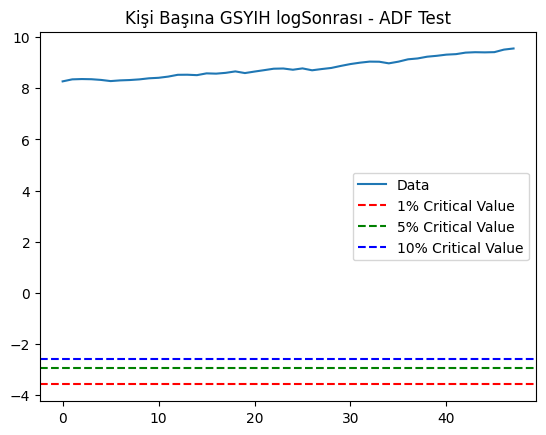 Kişi Başına GSYIH logSonrası - ADF Test
10
8
6
4
2
0
−2
−4
Data
1% Critical Value
5% Critical Value
10% Critical Value
0 10 20 30 40